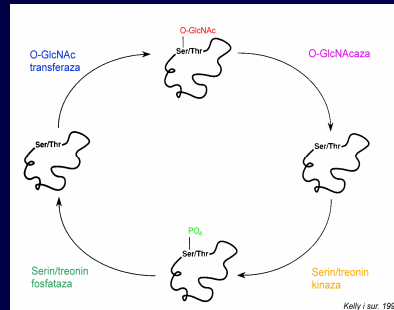 O-GlcNAc
O-GlcNAc
transferaza
Ser/Thr
O-GlcNAcaza
Ser/Thr
Ser/Thr
PO4
Ser/Thr
Serin/treonin
fosfataza
Serin/treonin
kinaza
Kelly i sur. 199